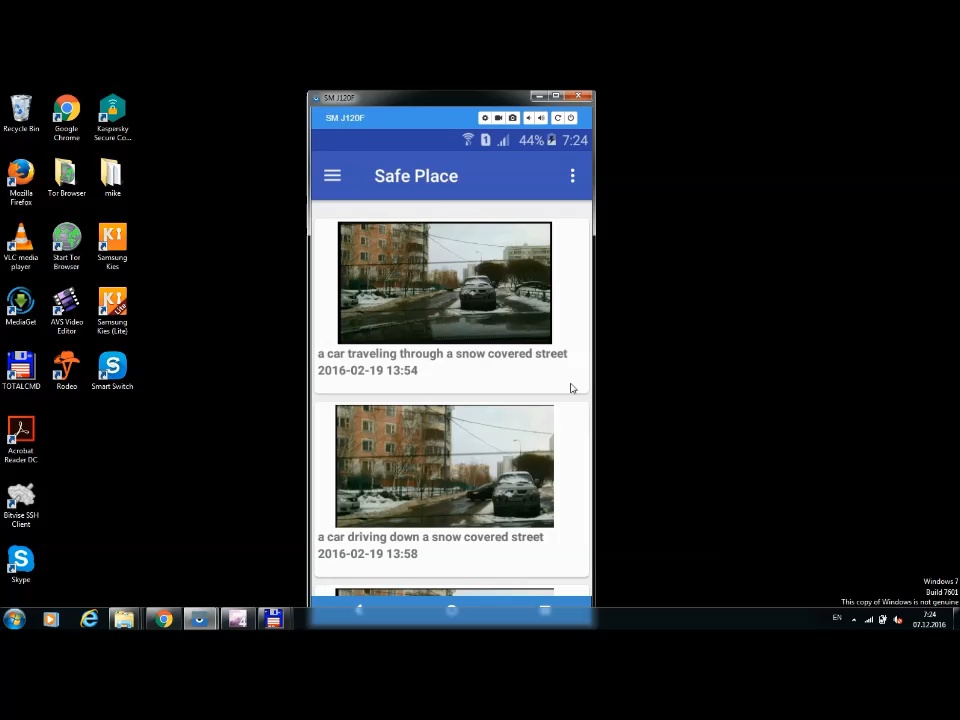 SM J120F
SM J120F
1
44%
7:24
Safe Place
a car traveling through a snow covered street
2016-02-19 13:54
a car driving down a snow covered street
2016-02-19 13:58
Recycle Bin
Google
Chrome
Kaspersky
Secure Co...
Mozilla
Firefox
Tor Browser
mike
VLC media
player
Start Tor
Browser
Samsung
Kies
MediaGet
AVS Video
Editor
Samsung
Kies (Lite)
TOTALCMD
Rodeo
Smart Switch
Acrobat
Reader DC
Bitvise SSH
Client
Skype
Windows 7
Build 7601
This copy of Windows is not genuine
EN
7:24
07.12.2016